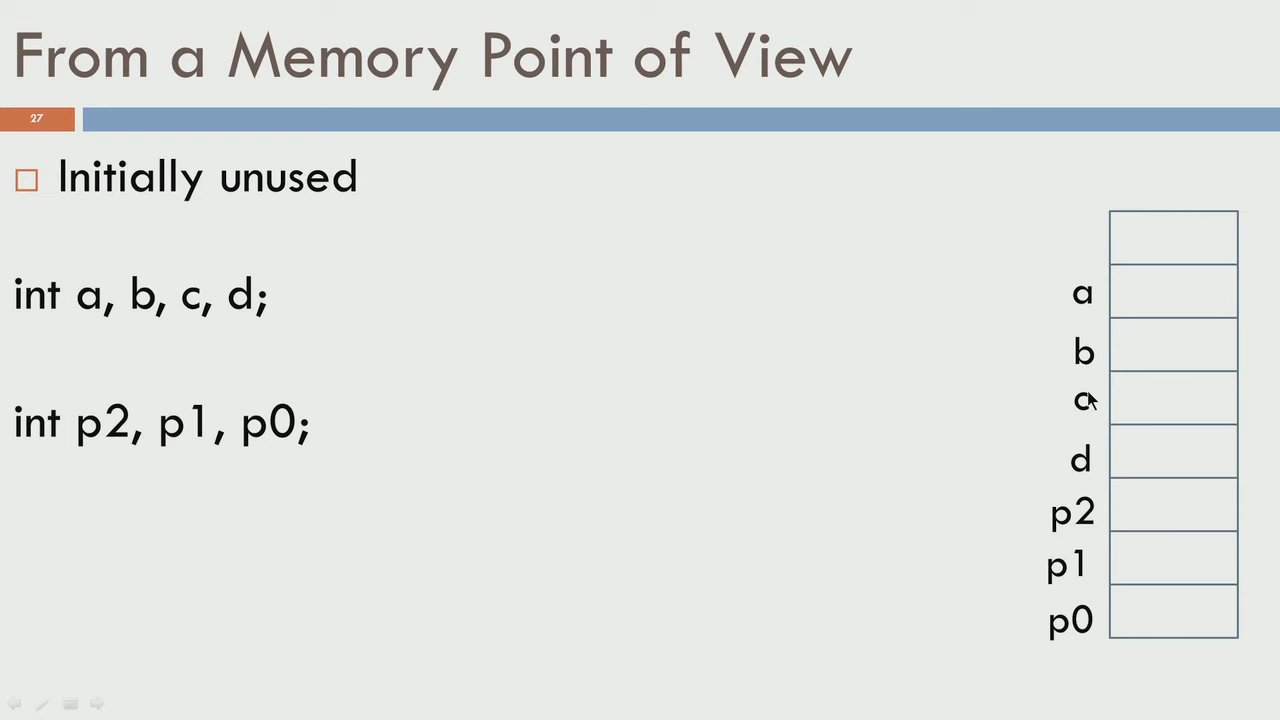 From a Memory Point of View
27
Initially unused
int a, b, c, d;
int p2, p1, p0;
a
b
c
d
p2
p1
p0